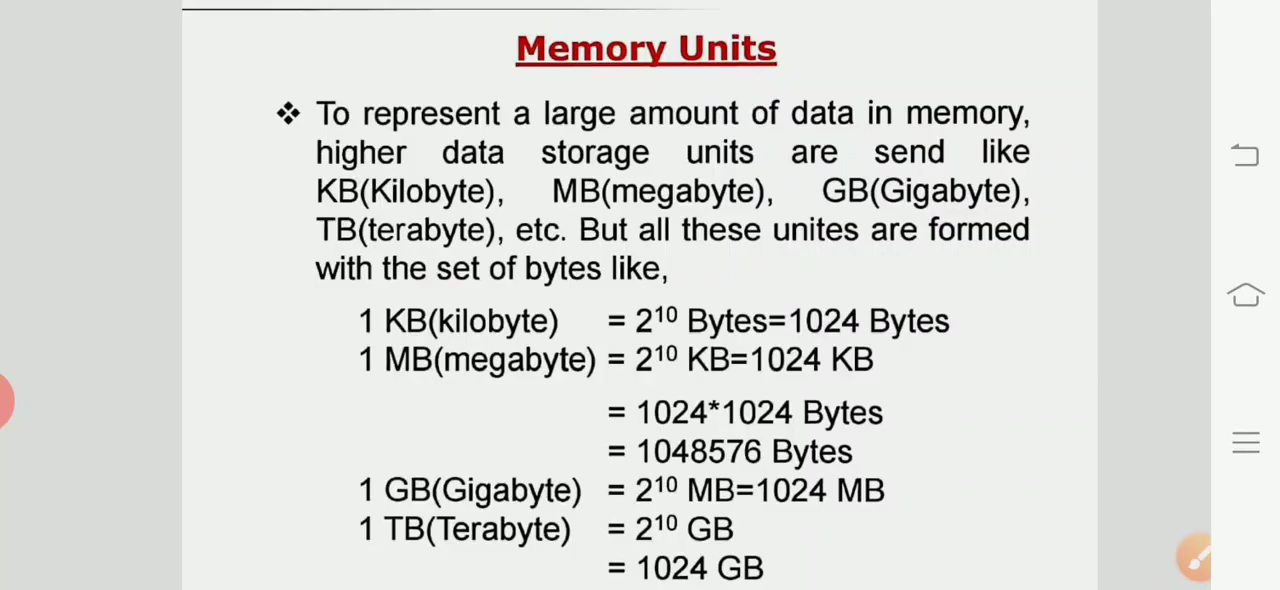 Memory Units
❖ To represent a large amount of data in memory,
higher data storage units are send like
KB(Kilobyte), MB(megabyte), GB(Gigabyte),
TB(terabyte), etc. But all these unites are formed
with the set of bytes like,
1 KB(kilobyte) = 2¹⁰ Bytes=1024 Bytes
1 MB(megabyte) = 2¹⁰ KB=1024 KB
= 1024*1024 Bytes
= 1048576 Bytes
1 GB(Gigabyte) = 2¹⁰ MB=1024 MB
1 TB(Terabyte) = 2¹⁰ GB
= 1024 GB